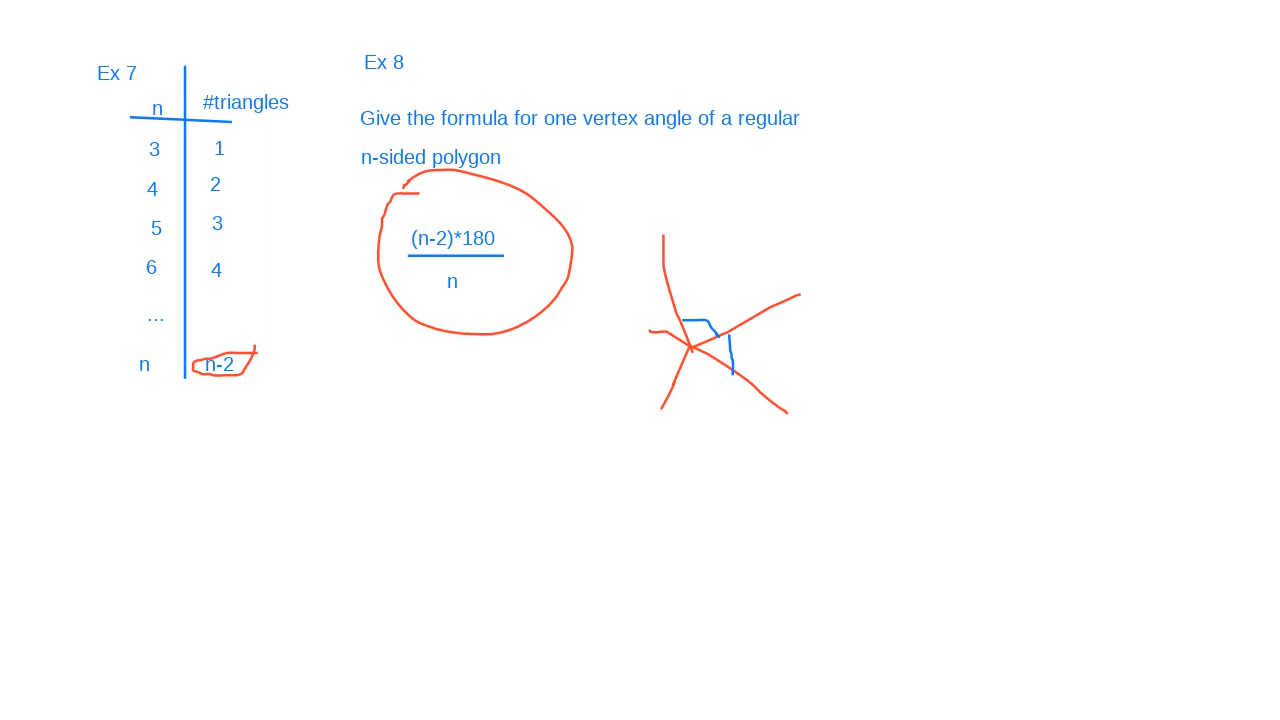 Ex 7
n #triangles
3 1
4 2
5 3
6 4
...
n n-2
Ex 8
Give the formula for one vertex angle of a regular
n-sided polygon
(n-2)*180
n